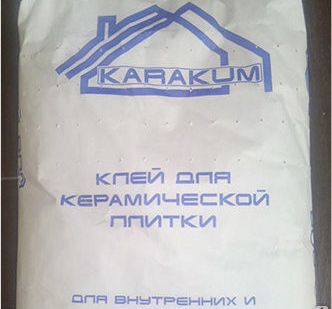 KARAKUM
КЛЕЙ ДЛЯ
КЕРАМИЧЕСКОЙ
ПЛИТКИ
ДЛЯ ВНУТРЕННИХ И